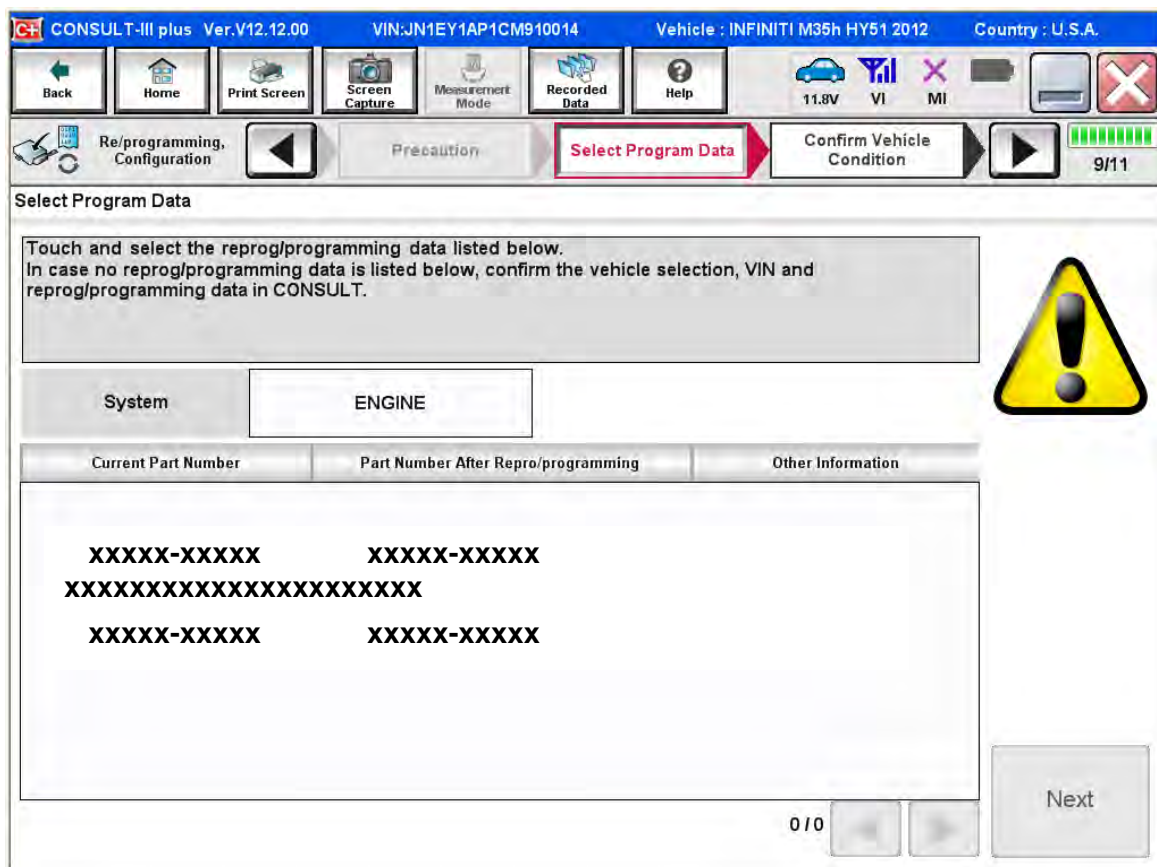 C+ CONSULT-III plus Ver.V12.12.00 VIN:JN1EY1AP1CM910014 Vehicle : INFINITI M35h HY51 2012 Country : U.S.A.
Back Home Print Screen Screen Capture Measurement Mode Recorded Data Help 11.8V VI MI
Re/programming, Configuration Precaution Select Program Data Confirm Vehicle Condition 9/11
Select Program Data
Touch and select the reprog/programming data listed below.
In case no reprog/programming data is listed below, confirm the vehicle selection, VIN and
reprog/programming data in CONSULT.
System ENGINE
Current Part Number Part Number After Repro/programming Other Information
XXXXX-XXXXX XXXXX-XXXXX
XXXXXXXXXXXXXXXXXXXXXX
XXXXX-XXXXX XXXXX-XXXXX
Next
0/0